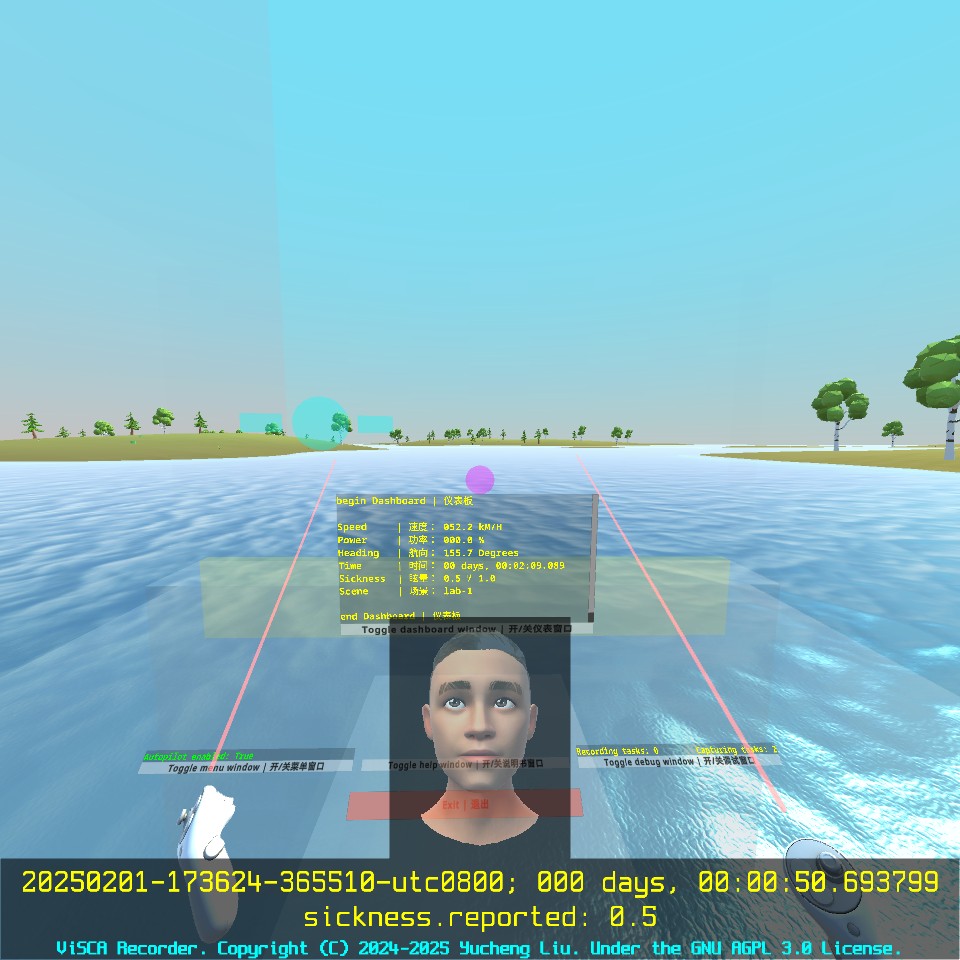 begin Dashboard | 仪表板
Speed | 速度: 052.2 kM/H
Power | 功率: 000.0 %
Heading | 航向: 155.7 Degrees
Time | 时间: 00 days, 00:02:09.089
Sickness | 眩晕: 0.5 / 1.0
Scene | 场景: lab-1
end Dashboard | 仪表板
Toggle dashboard window | 开/关仪表窗口
Autopilot enabled: True
Recording tasks: 0 Capturing tasks: 2
Toggle menu window | 开/关菜单窗口
Toggle help window | 开/关说明书窗口
Toggle debug window | 开/关调试窗口
Exit | 退出
20250201-173624-365510-utc0800; 000 days, 00:00:50.693799
sickness.reported: 0.5
ViSCA Recorder. Copyright (C) 2024-2025 Yucheng Liu. Under the GNU AGPL 3.0 License.